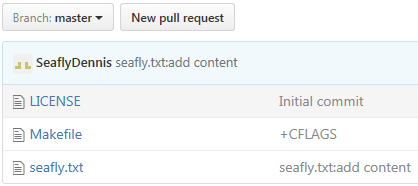 Branch: master New pull request
SeaflyDennis seafly.txt:add content
LICENSE Initial commit
Makefile +CFLAGS
seafly.txt seafly.txt:add content